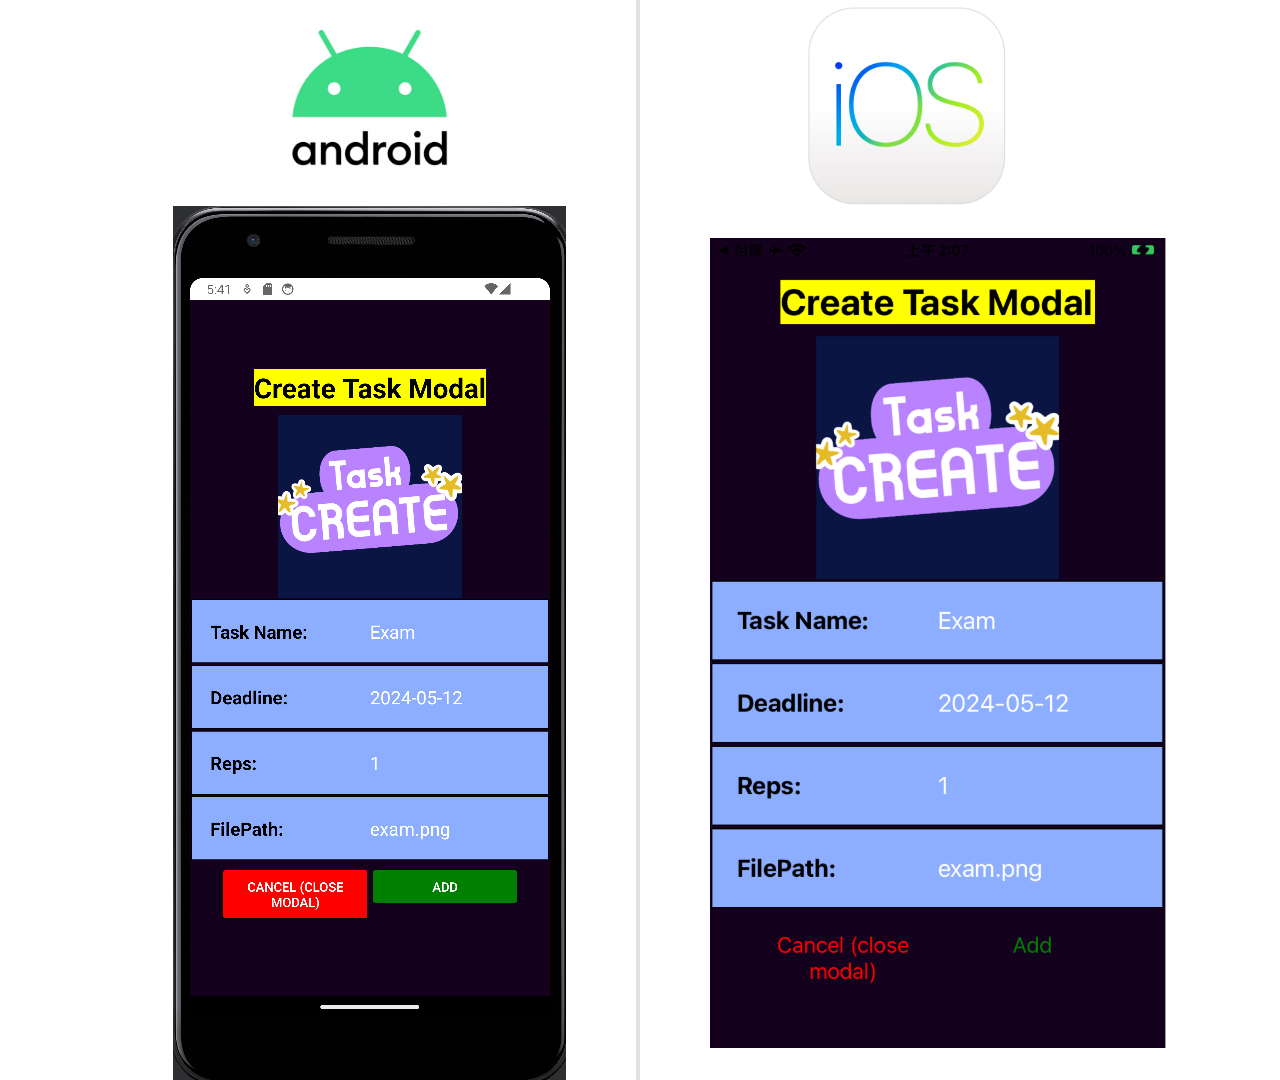 android
5:41
Create Task Modal
Task
CREATE
Task Name: Exam
Deadline: 2024-05-12
Reps: 1
FilePath: exam.png
CANCEL (CLOSE
MODAL)
ADD
iOS
相機 上午 2:07 100%
Create Task Modal
Task
CREATE
Task Name: Exam
Deadline: 2024-05-12
Reps: 1
FilePath: exam.png
Cancel (close
modal)
Add